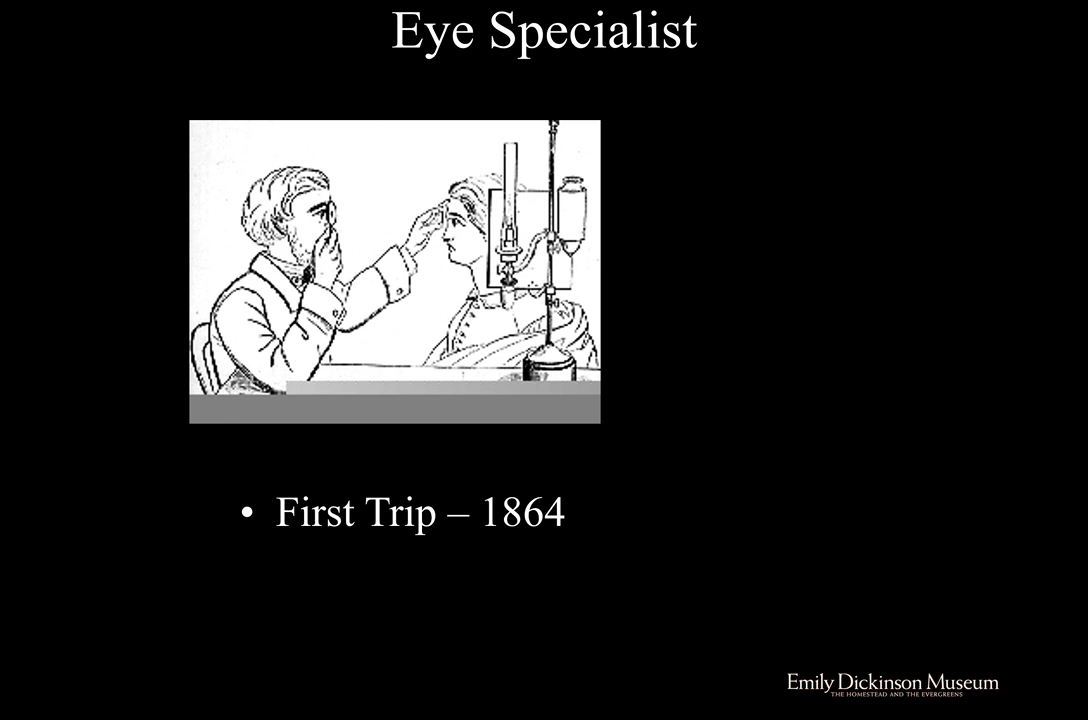 Eye Specialist
• First Trip – 1864
Emily Dickinson Museum
THE HOMESTEAD AND THE EVERGREENS